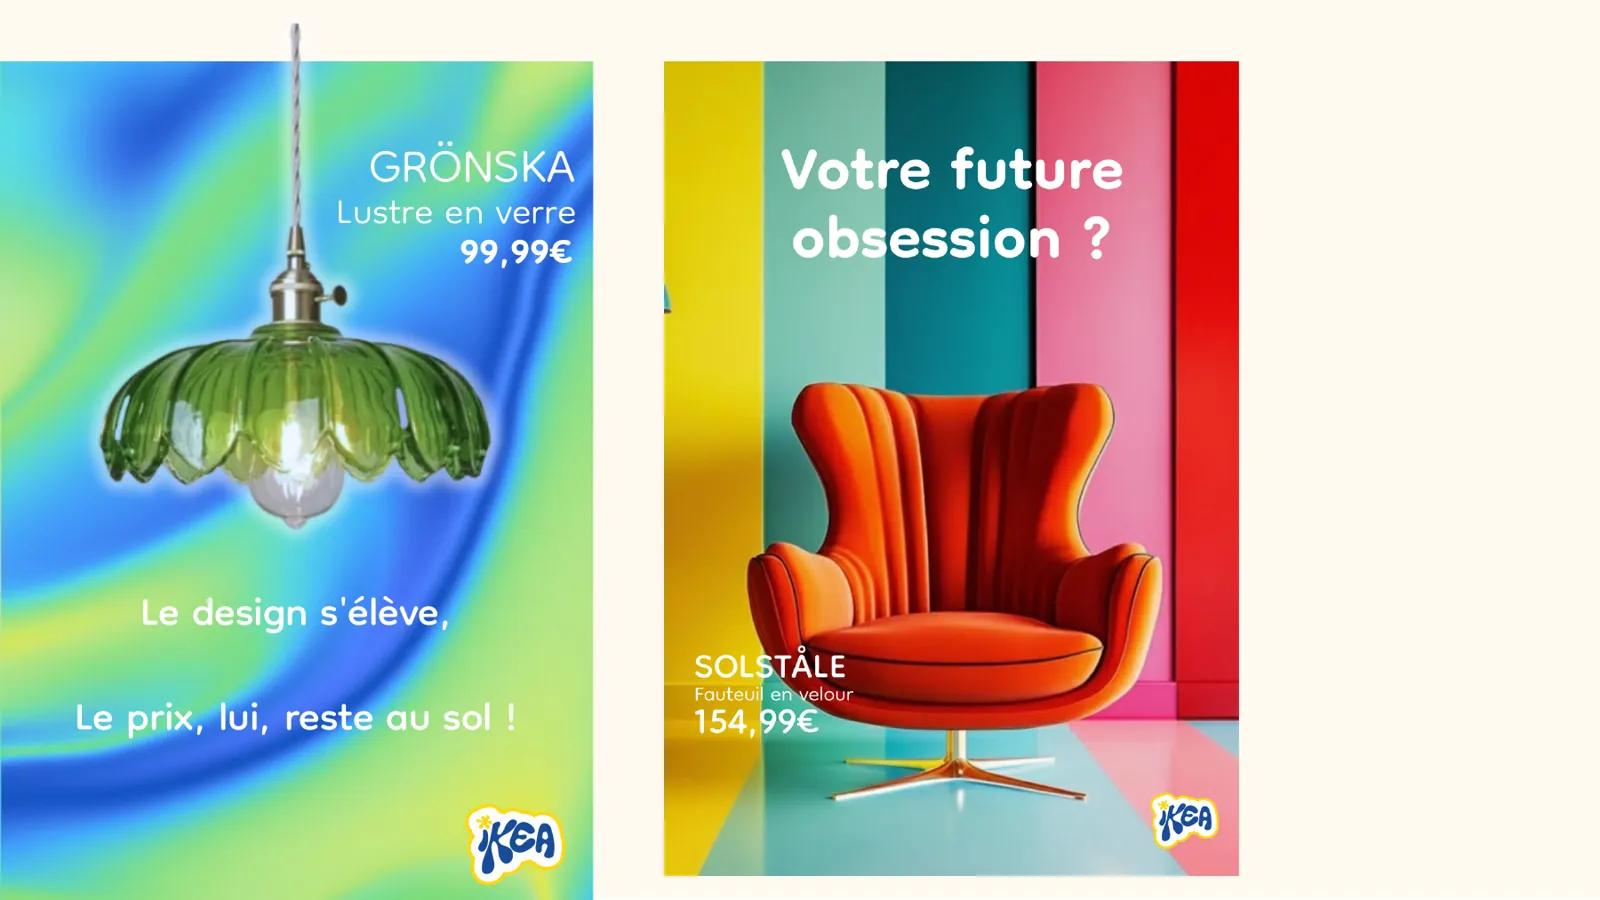 GRÖNSKA
Lustre en verre
99,99€
Le design s'élève,
Le prix, lui, reste au sol !
iKEA
Votre future
obsession ?
SOLSTÅLE
Fauteuil en velour
154,99€
iKEA